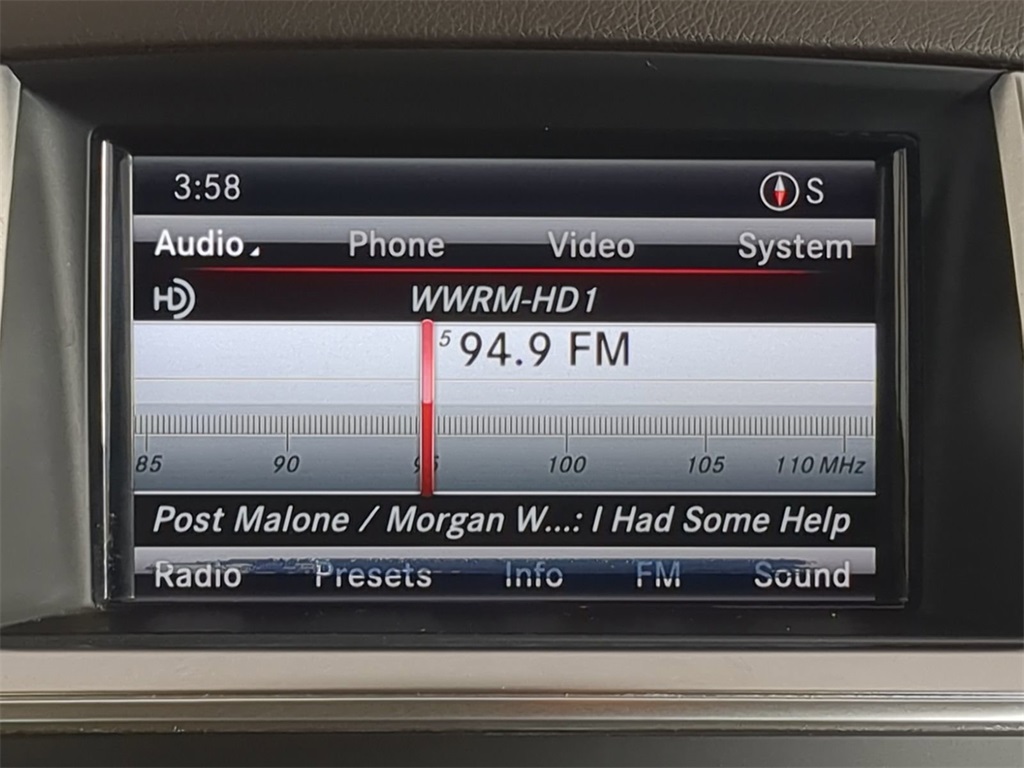 3:58 S
Audio Phone Video System
HD WWRM-HD1
5 94.9 FM
85 90 95 100 105 110 MHz
Post Malone / Morgan W...: I Had Some Help
Radio Presets Info FM Sound